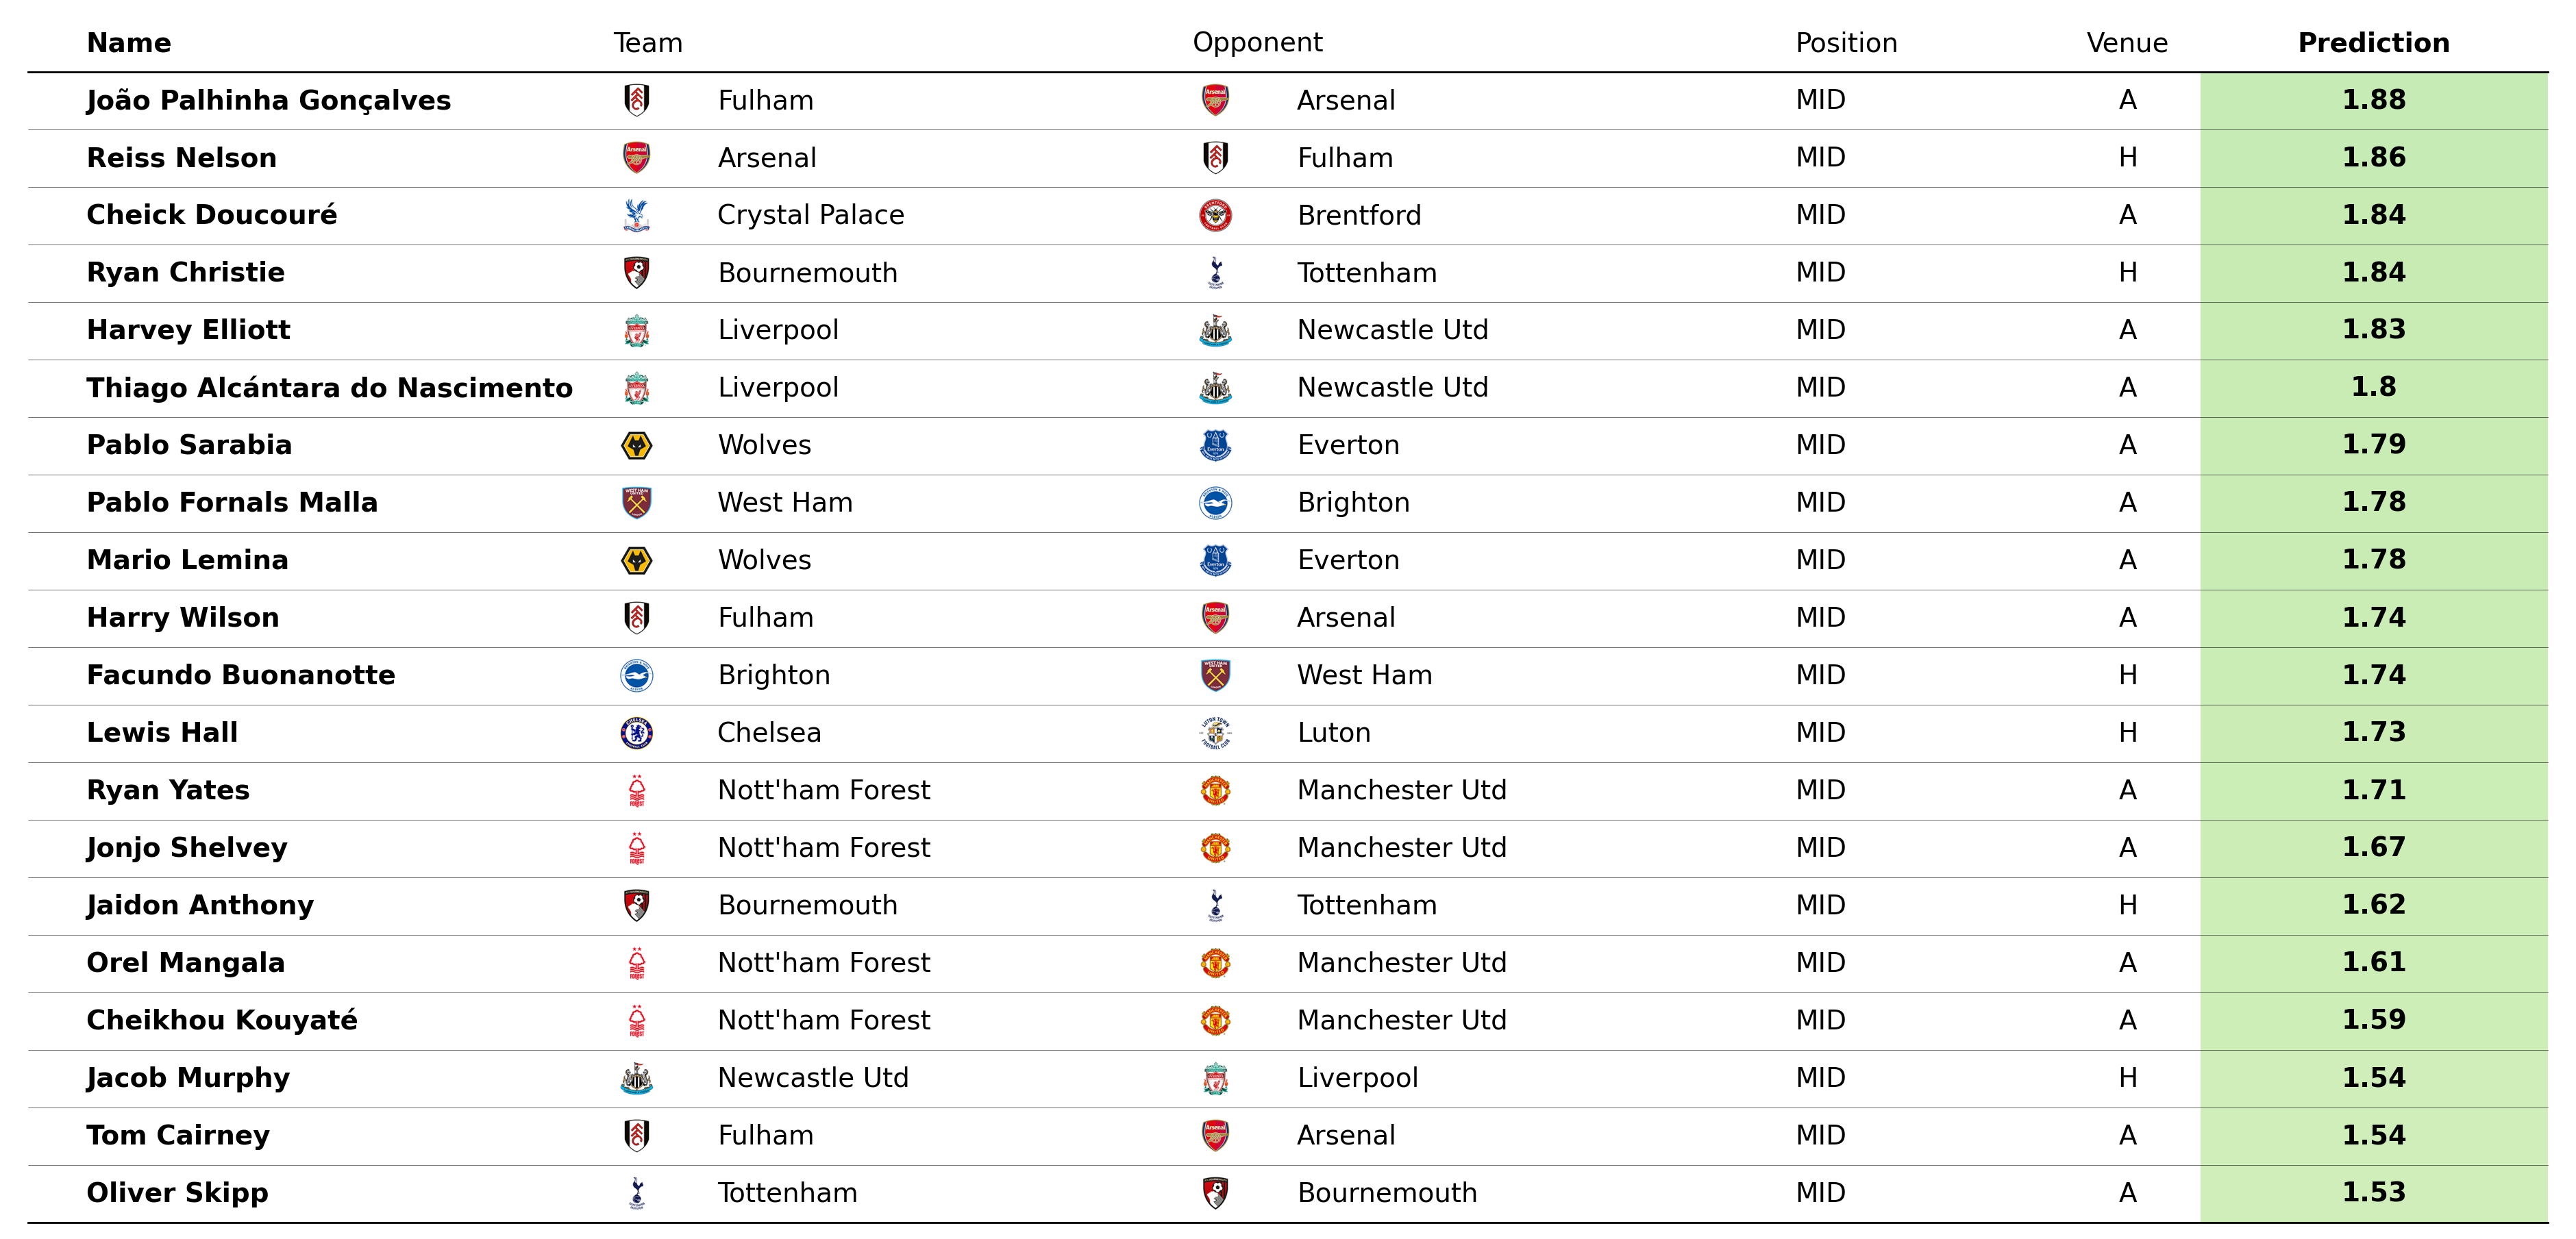 Name Team Opponent Position Venue Prediction
João Palhinha Gonçalves Fulham Arsenal MID A 1.88
Reiss Nelson Arsenal Fulham MID H 1.86
Cheick Doucouré Crystal Palace Brentford MID A 1.84
Ryan Christie Bournemouth Tottenham MID H 1.84
Harvey Elliott Liverpool Newcastle Utd MID A 1.83
Thiago Alcántara do Nascimento Liverpool Newcastle Utd MID A 1.8
Pablo Sarabia Wolves Everton MID A 1.79
Pablo Fornals Malla West Ham Brighton MID A 1.78
Mario Lemina Wolves Everton MID A 1.78
Harry Wilson Fulham Arsenal MID A 1.74
Facundo Buonanotte Brighton West Ham MID H 1.74
Lewis Hall Chelsea Luton MID H 1.73
Ryan Yates Nott'ham Forest Manchester Utd MID A 1.71
Jonjo Shelvey Nott'ham Forest Manchester Utd MID A 1.67
Jaidon Anthony Bournemouth Tottenham MID H 1.62
Orel Mangala Nott'ham Forest Manchester Utd MID A 1.61
Cheikhou Kouyaté Nott'ham Forest Manchester Utd MID A 1.59
Jacob Murphy Newcastle Utd Liverpool MID H 1.54
Tom Cairney Fulham Arsenal MID A 1.54
Oliver Skipp Tottenham Bournemouth MID A 1.53